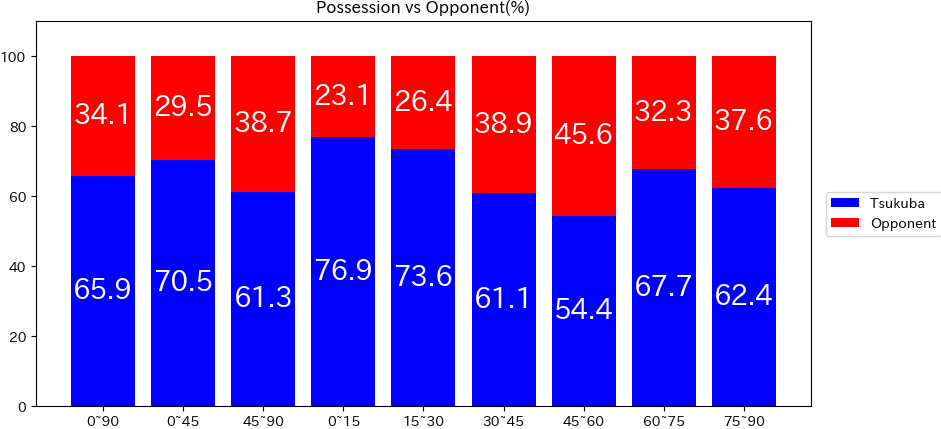 Possession vs Opponent(%)
100
80
60
40
20
0
34.1 29.5 38.7 23.1 26.4 38.9 45.6 32.3 37.6
65.9 70.5 61.3 76.9 73.6 61.1 54.4 67.7 62.4
0~90 0~45 45~90 0~15 15~30 30~45 45~60 60~75 75~90
Tsukuba
Opponent